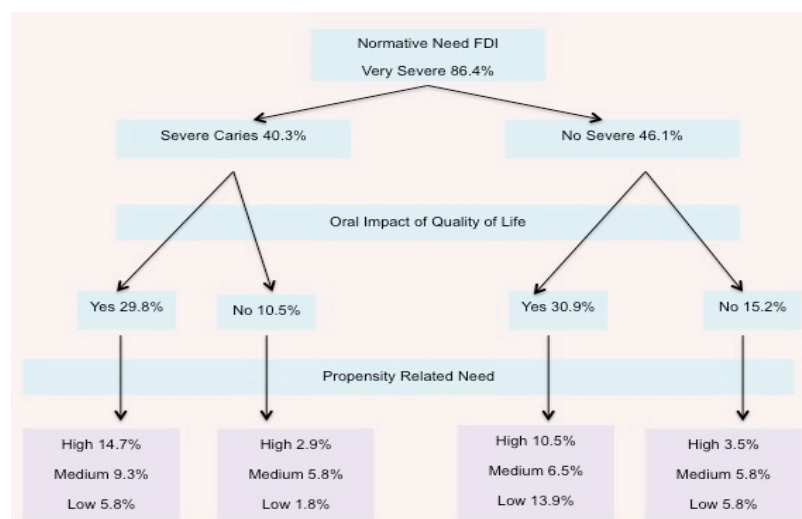 Normative Need FDI
Very Severe 86.4%
Severe Caries 40.3%
No Severe 46.1%
Oral Impact of Quality of Life
Yes 29.8%
No 10.5%
Yes 30.9%
No 15.2%
Propensity Related Need
High 14.7%
Medium 9.3%
Low 5.8%
High 2.9%
Medium 5.8%
Low 1.8%
High 10.5%
Medium 6.5%
Low 13.9%
High 3.5%
Medium 5.8%
Low 5.8%